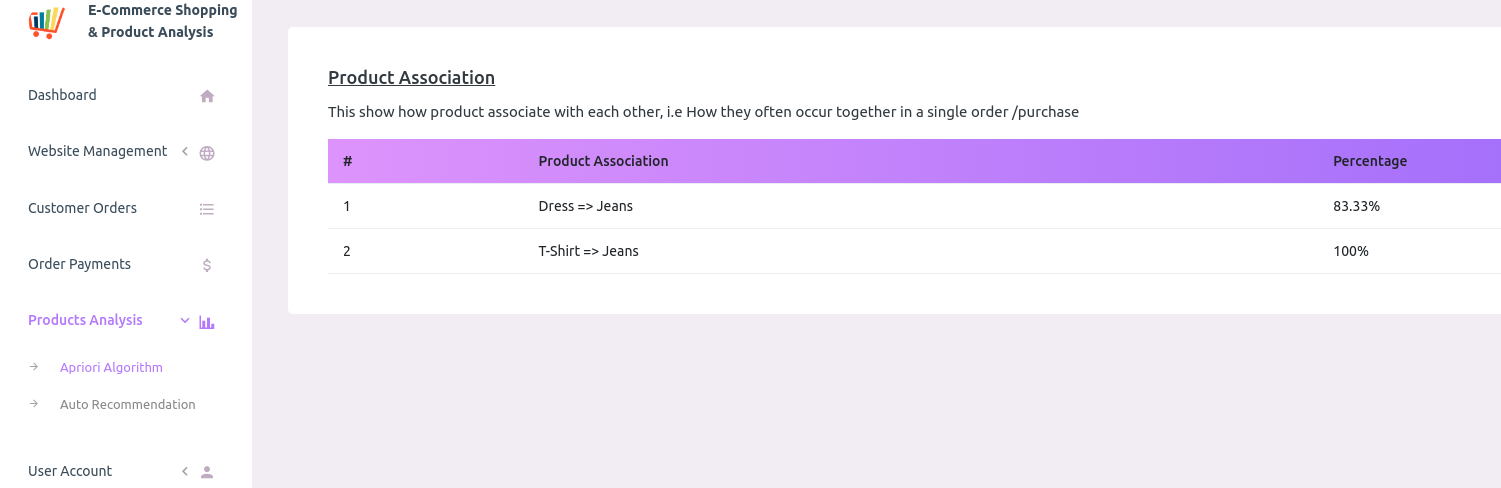 E-Commerce Shopping
& Product Analysis
Dashboard
Website Management
Customer Orders
Order Payments
Products Analysis
Apriori Algorithm
Auto Recommendation
User Account
Product Association
This show how product associate with each other, i.e How they often occur together in a single order /purchase
# Product Association Percentage
1 Dress => Jeans 83.33%
2 T-Shirt => Jeans 100%